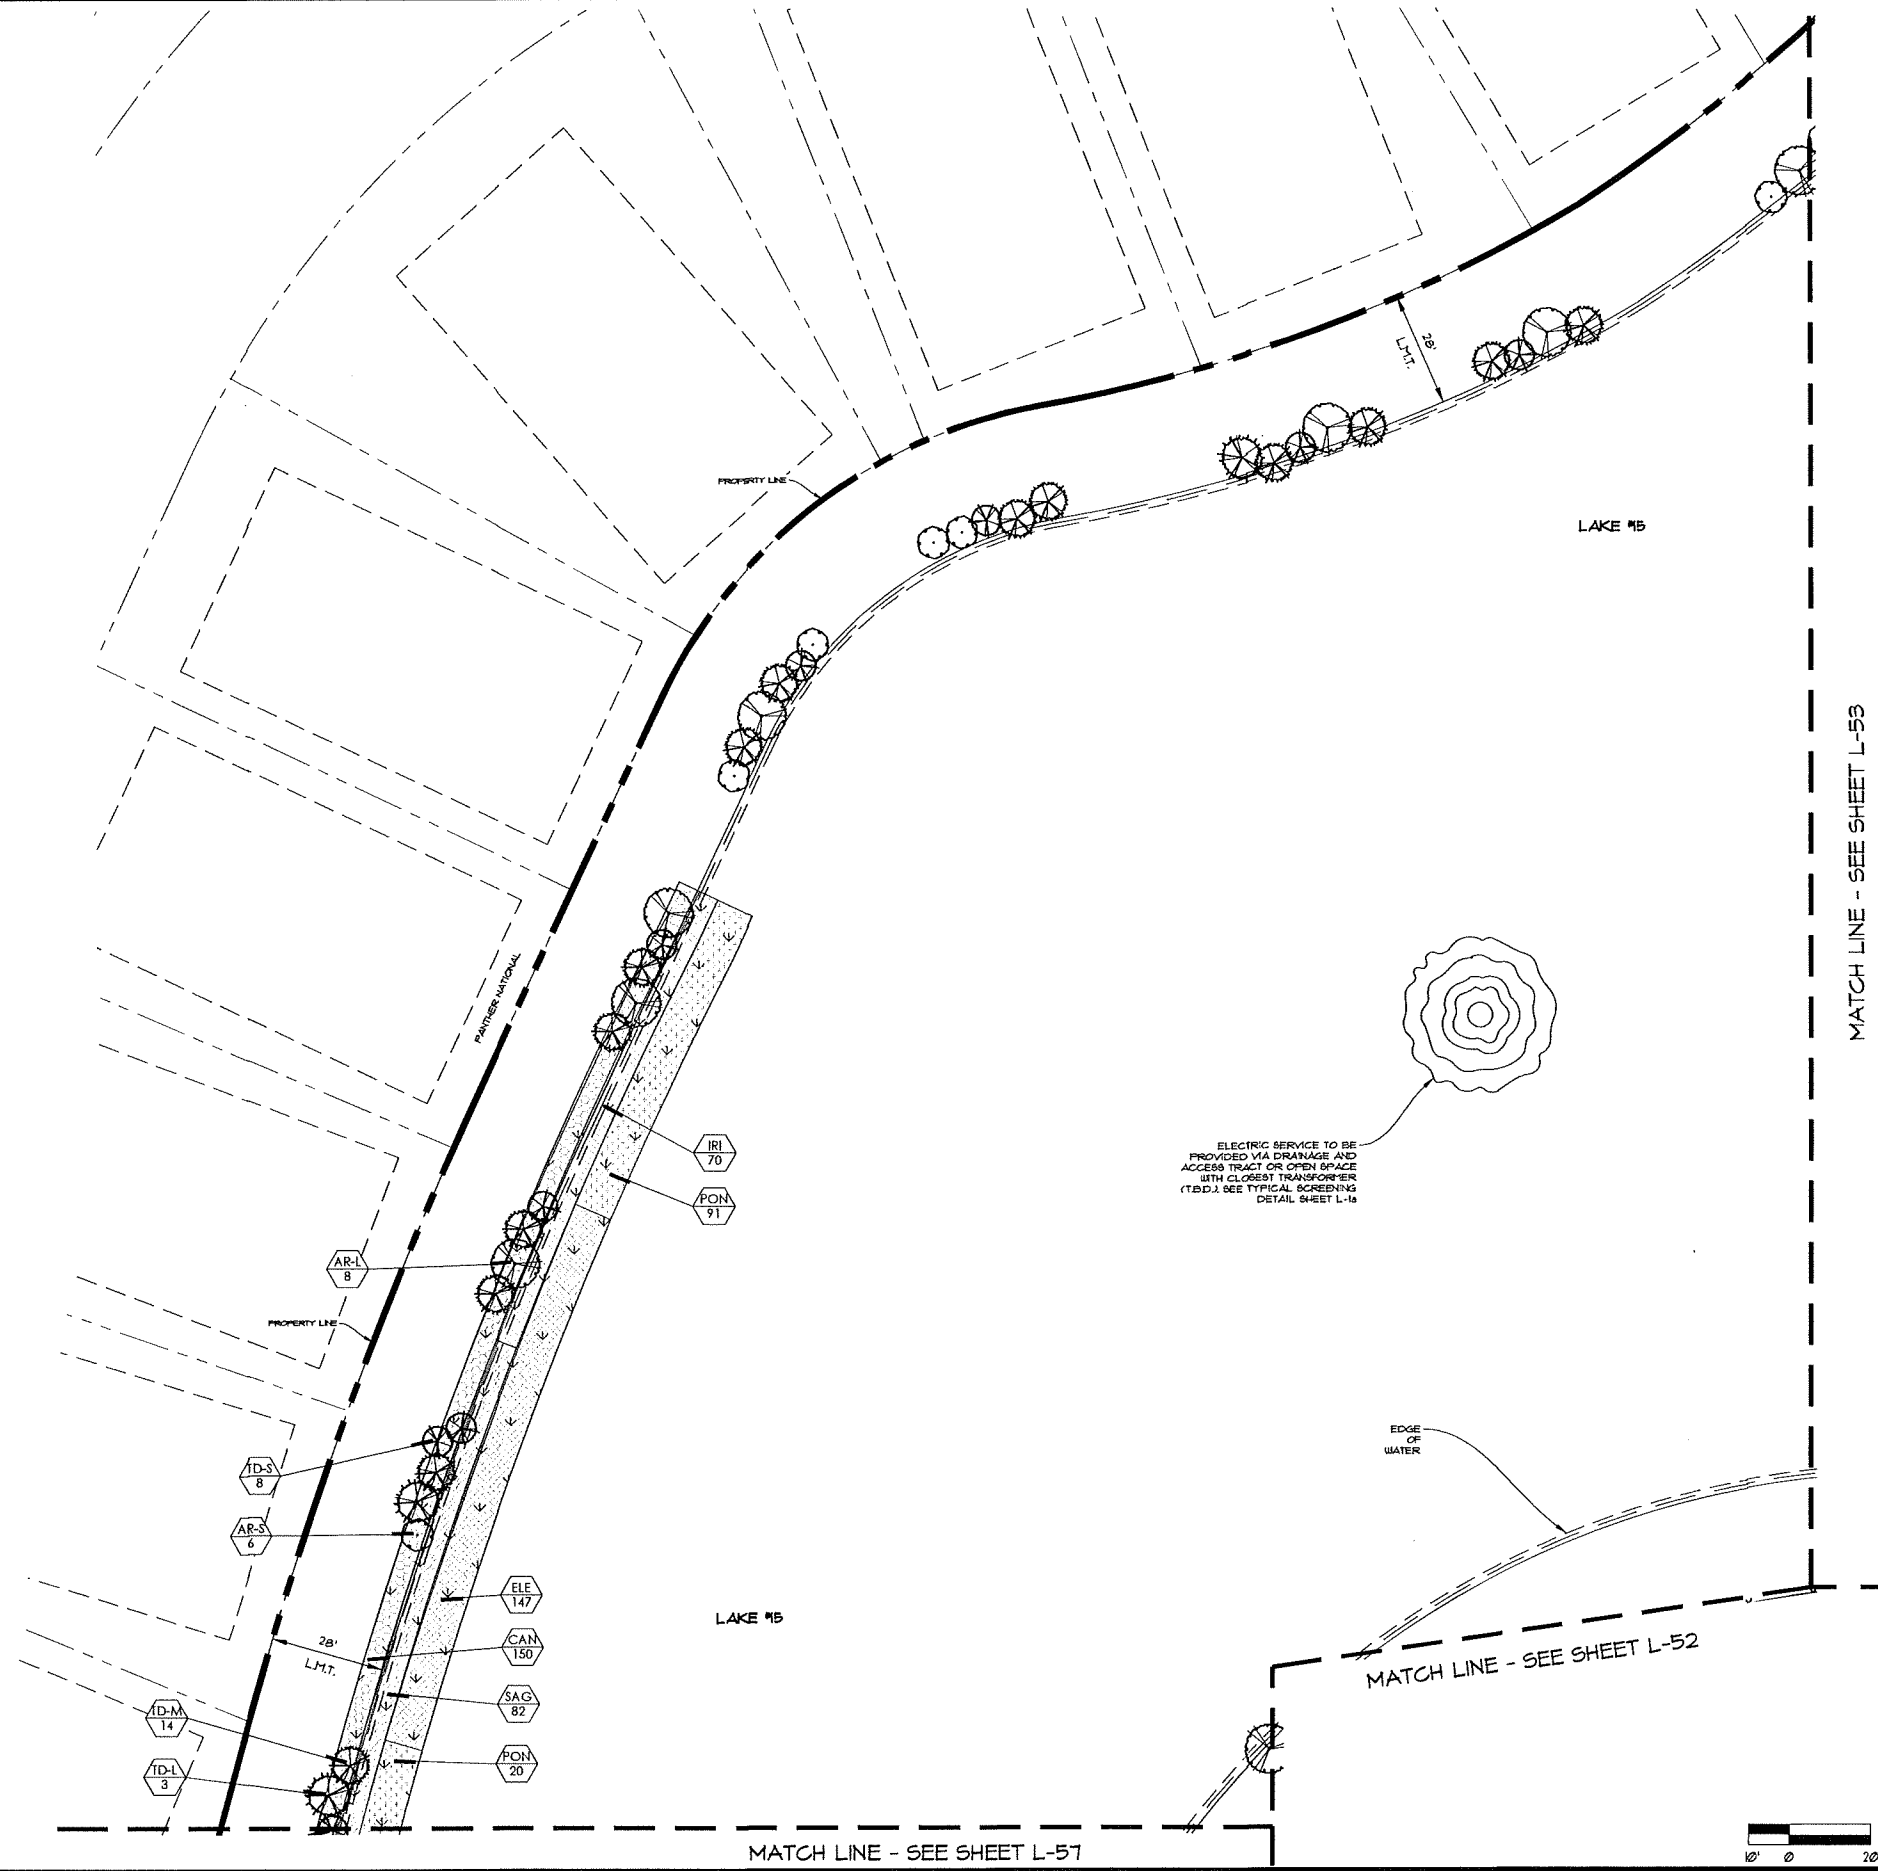 28'
L.M.T.
PROPERTY LINE
LAKE #15
MATCH LINE - SEE SHEET L-53
PANTHER NATIONAL
IRI
70
PON
91
ELECTRIC SERVICE TO BE
PROVIDED VIA DRAINAGE AND
ACCESS TRACT OR OPEN SPACE
WITH CLOSEST TRANSFORMER
(T.B.D.). SEE TYPICAL SCREENING
DETAIL SHEET L-1a
AR-L
8
PROPERTY LINE
EDGE
OF
WATER
TD-S
8
AR-S
6
ELE
147
LAKE #15
CAN
150
28'
L.M.T.
MATCH LINE - SEE SHEET L-52
SAG
82
TD-M
14
PON
20
TD-L
3
MATCH LINE - SEE SHEET L-57
10' 0 20